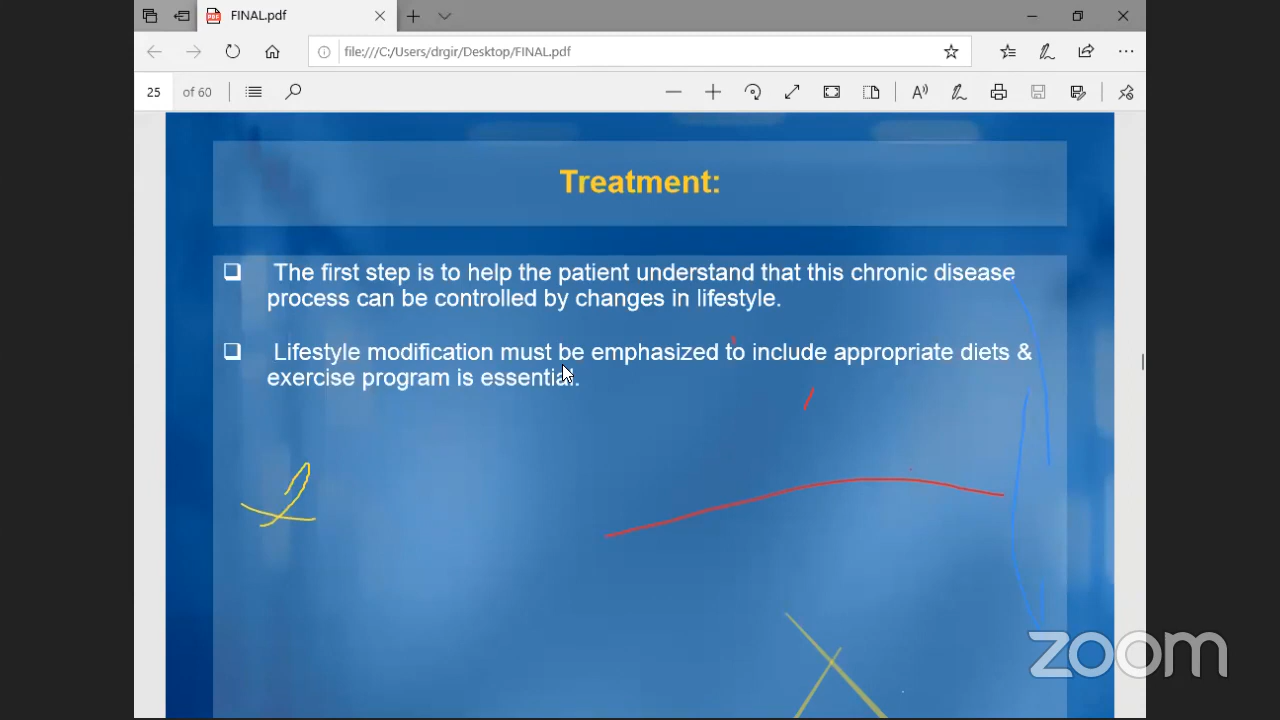 FINAL.pdf
file:///C:/Users/drgir/Desktop/FINAL.pdf
25 of 60
Treatment:
The first step is to help the patient understand that this chronic disease
process can be controlled by changes in lifestyle.
Lifestyle modification must be emphasized to include appropriate diets &
exercise program is essential.
zoom